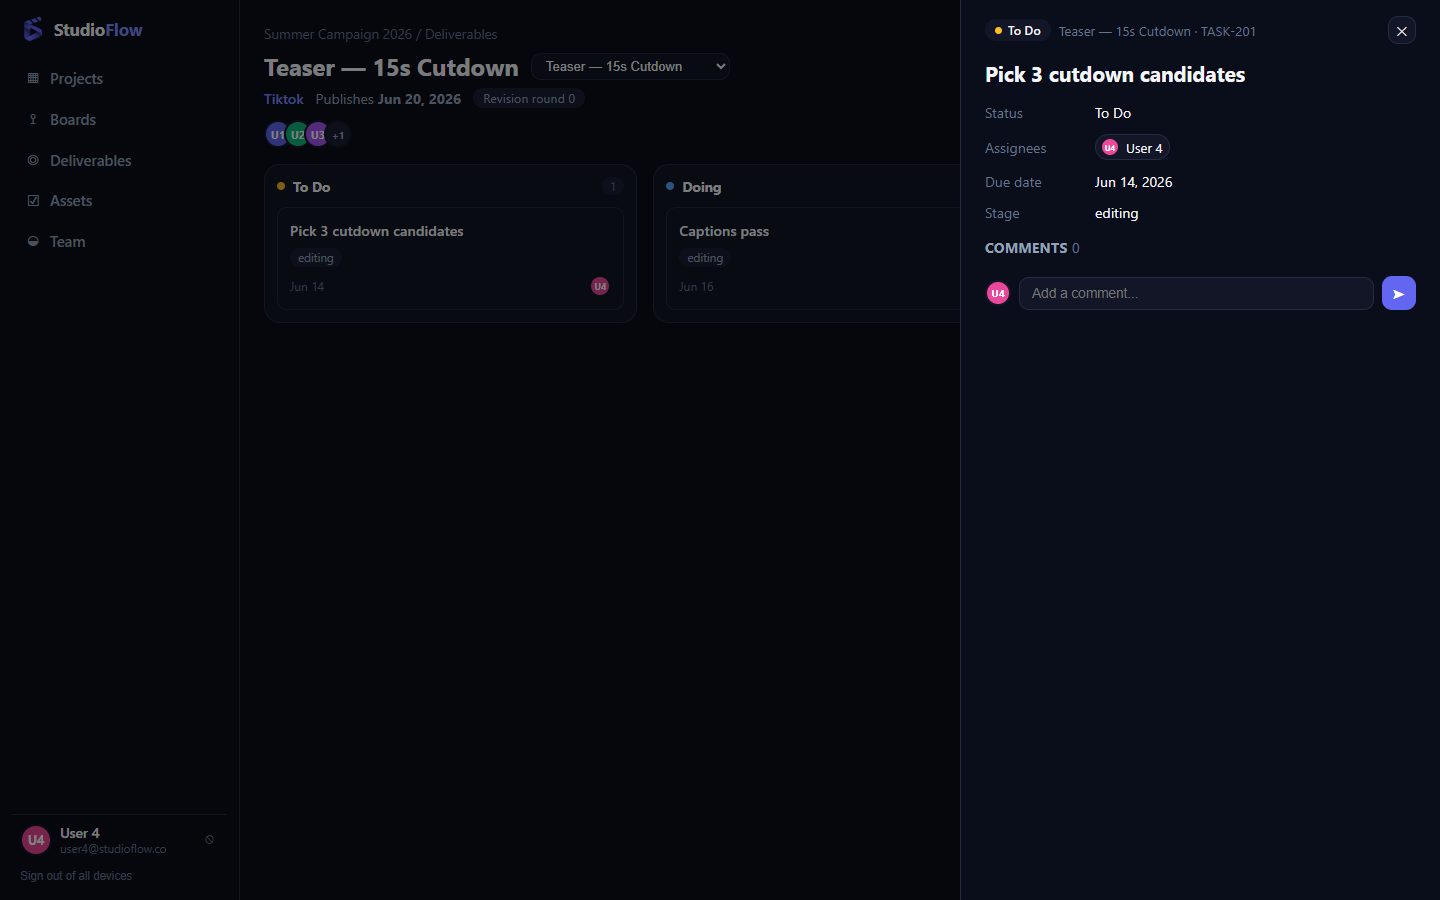 StudioFlow
Projects
Boards
Deliverables
Assets
Team
U4
User 4
user4@studioflow.co
Sign out of all devices
Summer Campaign 2026 / Deliverables
Teaser — 15s Cutdown
Teaser — 15s Cutdown
Tiktok Publishes Jun 20, 2026 Revision round 0
U1 U2 U3 +1
To Do 1
Pick 3 cutdown candidates
editing
Jun 14 U4
Doing
Captions pass
editing
Jun 16
To Do Teaser — 15s Cutdown · TASK-201
Pick 3 cutdown candidates
Status To Do
Assignees U4 User 4
Due date Jun 14, 2026
Stage editing
COMMENTS 0
U4 Add a comment...